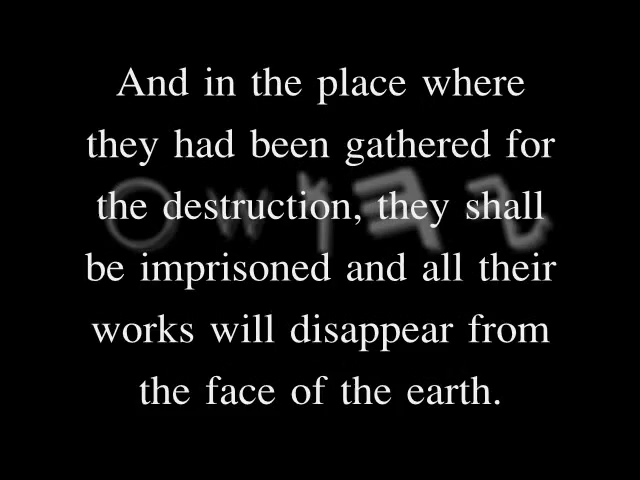 And in the place where
they had been gathered for
the destruction, they shall
be imprisoned and all their
works will disappear from
the face of the earth.